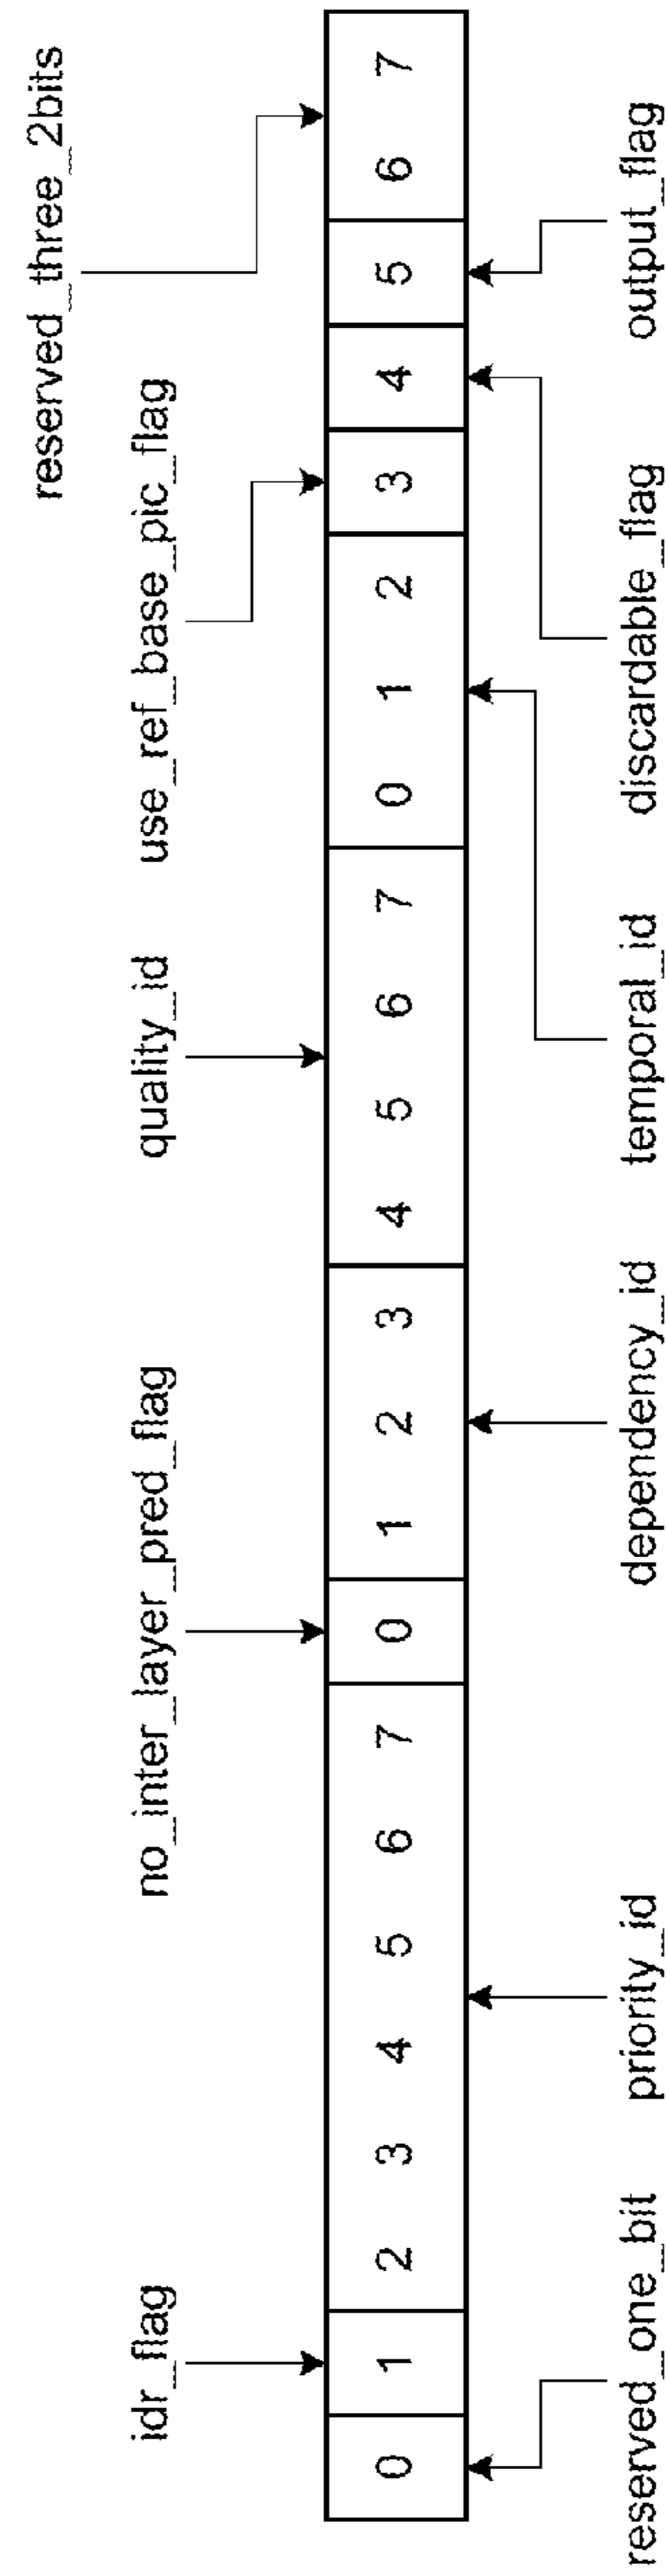 reserved_three_2bits
idr_flag
no_inter_layer_pred_flag
quality_id
use_ref_base_pic_flag
0 1 2 3 4 5 6 7 0 1 2 3 4 5 6 7 0 1 2 3 4 5 6 7
reserved_one_bit
priority_id
dependency_id
temporal_id
discardable_flag
output_flag